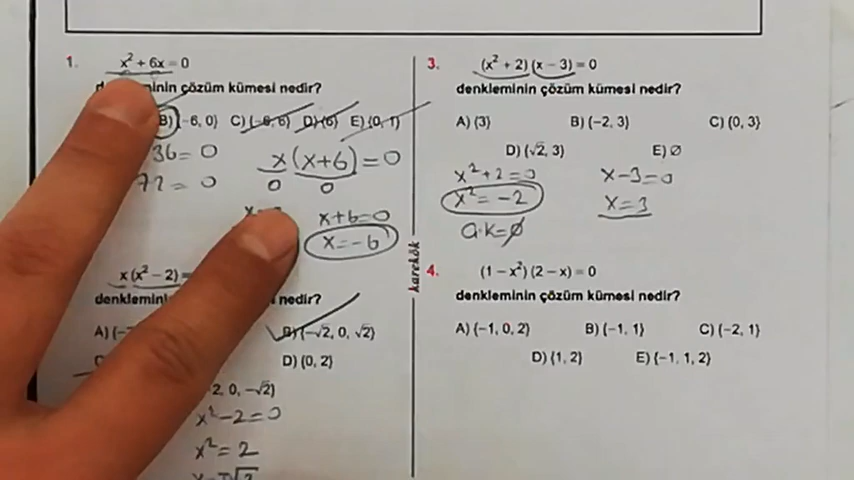 1. x² + 6x = 0
çözüm kümesi nedir?
B) {-6, 0} C) {-6, 6} D) {6} E) {0, 1}
36 = 0
72 = 0
x(x+6) = 0
0 0
x+6=0
x=-6
x(x² − 2) =
denklemini nedir?
B) {-√2, 0, √2}
D) {0, 2}
x²-2=0
x² = 2
karekök
3. (x² + 2) (x − 3) = 0
denkleminin çözüm kümesi nedir?
A) {3} B) {-2, 3} C) {0, 3}
D) {√2, 3} E) Ø
x²+2=0 x-3=0
x² = -2 x=3
Ç.K=Ø
4. (1 − x²) (2 − x) = 0
denkleminin çözüm kümesi nedir?
A) {-1, 0, 2} B) {-1, 1} C) {-2, 1}
D) {1, 2} E) {-1, 1, 2}